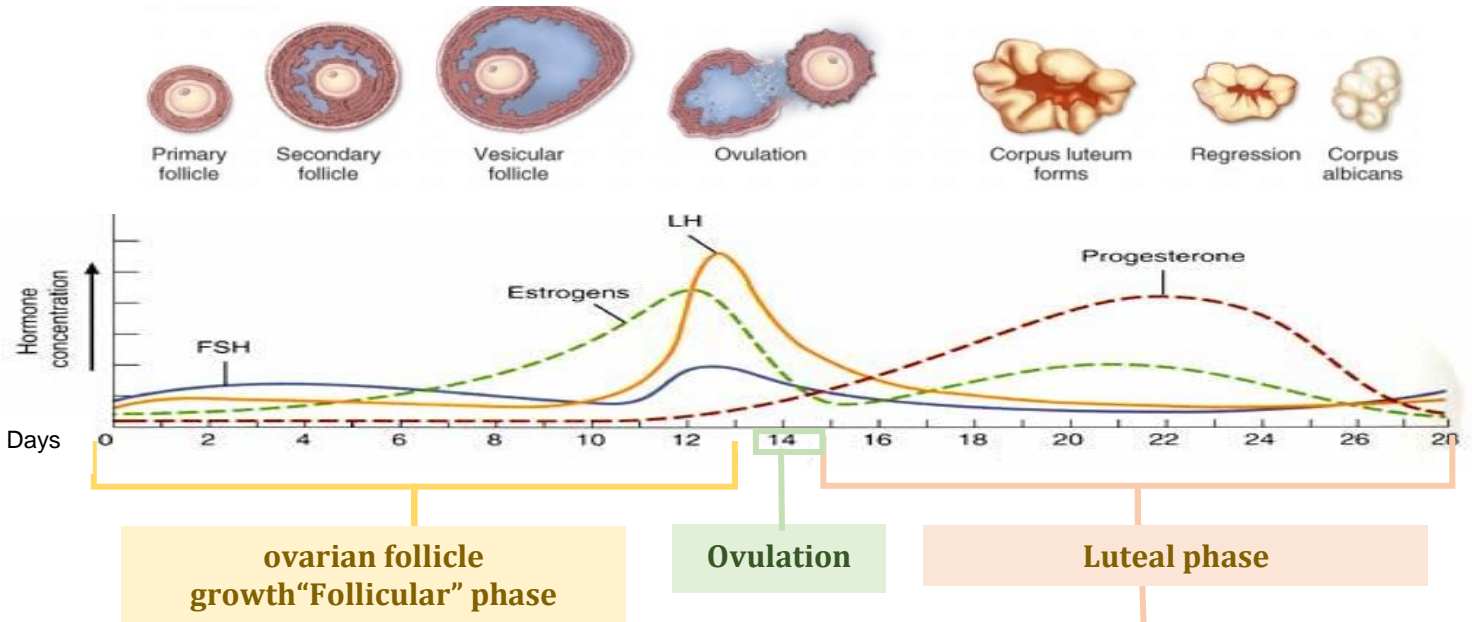 Primary
follicle
Secondary
follicle
Vesicular
follicle
Ovulation
Corpus luteum
forms
Regression
Corpus
albicans
Hormone
concentration
FSH
Estrogens
LH
Progesterone
Days
0 2 4 6 8 10 12 14 16 18 20 22 24 26 28
ovarian follicle
growth“Follicular” phase
Ovulation
Luteal phase